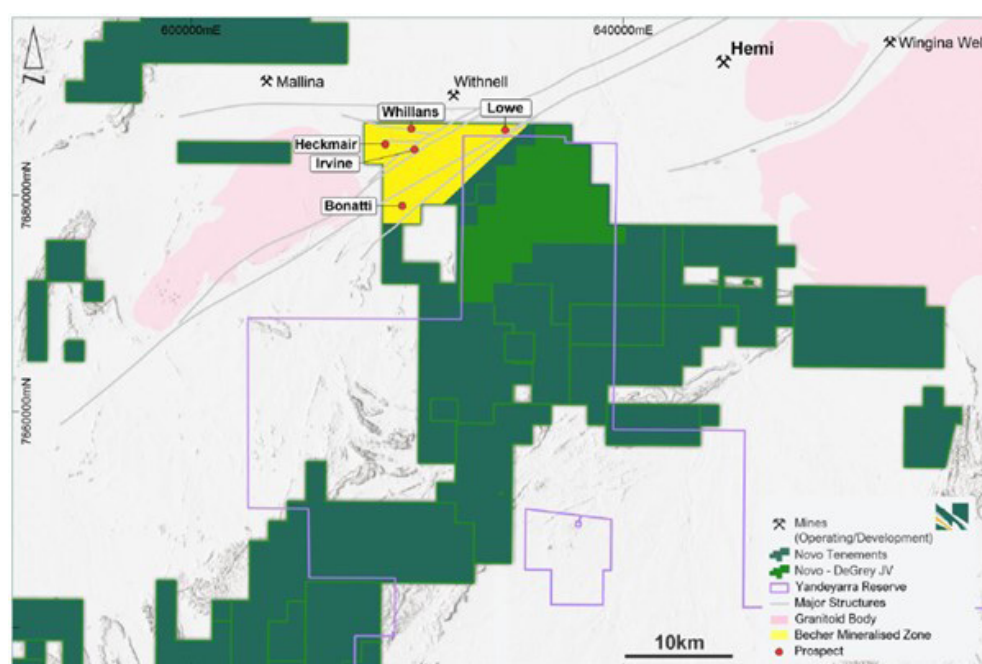 600000mE
640000mE
Hemi
Wingina Wel
Mallina
Withnell
Whillans
Lowe
Heckmair
Irvine
Bonatti
7680000mN
7660000mN
N
Mines
(Operating/Development)
Novo Tenements
Novo - DeGrey JV
Yandeyarra Reserve
Major Structures
Granitoid Body
Becher Mineralised Zone
Prospect
10km